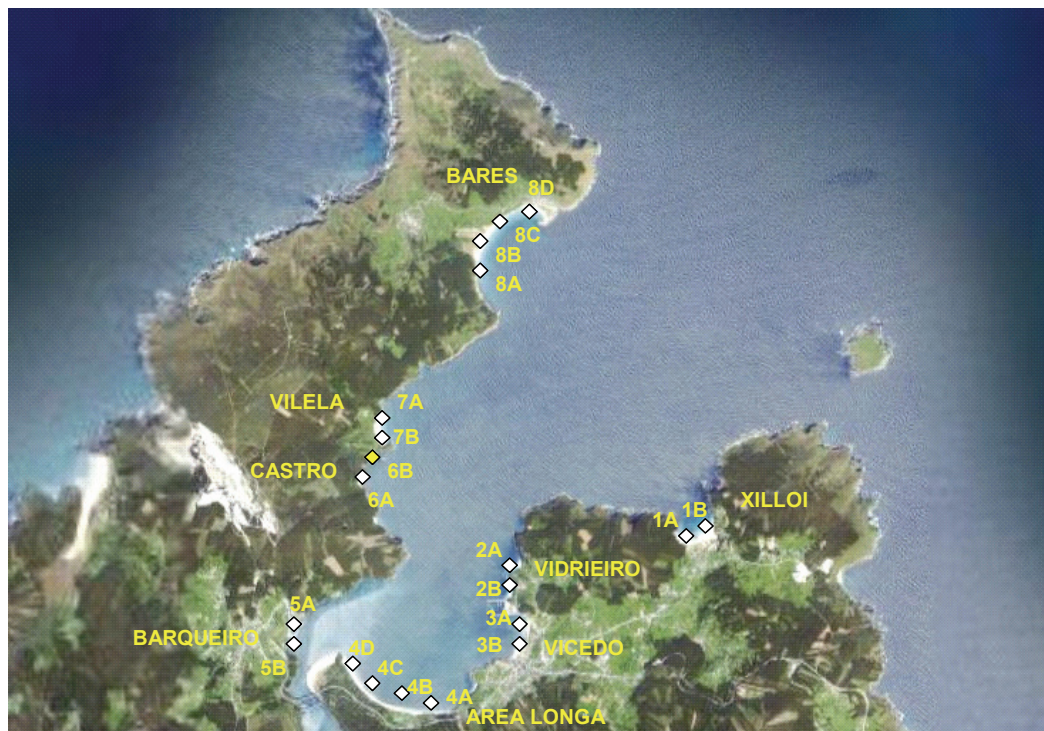 BARES
8D
8C
8B
8A
VILELA
7A
7B
CASTRO
6B
6A
XILLOI
1B
1A
2A
VIDRIEIRO
2B
5A
3A
BARQUEIRO
3B
VICEDO
4D
5B
4C
4B
4A
AREA LONGA